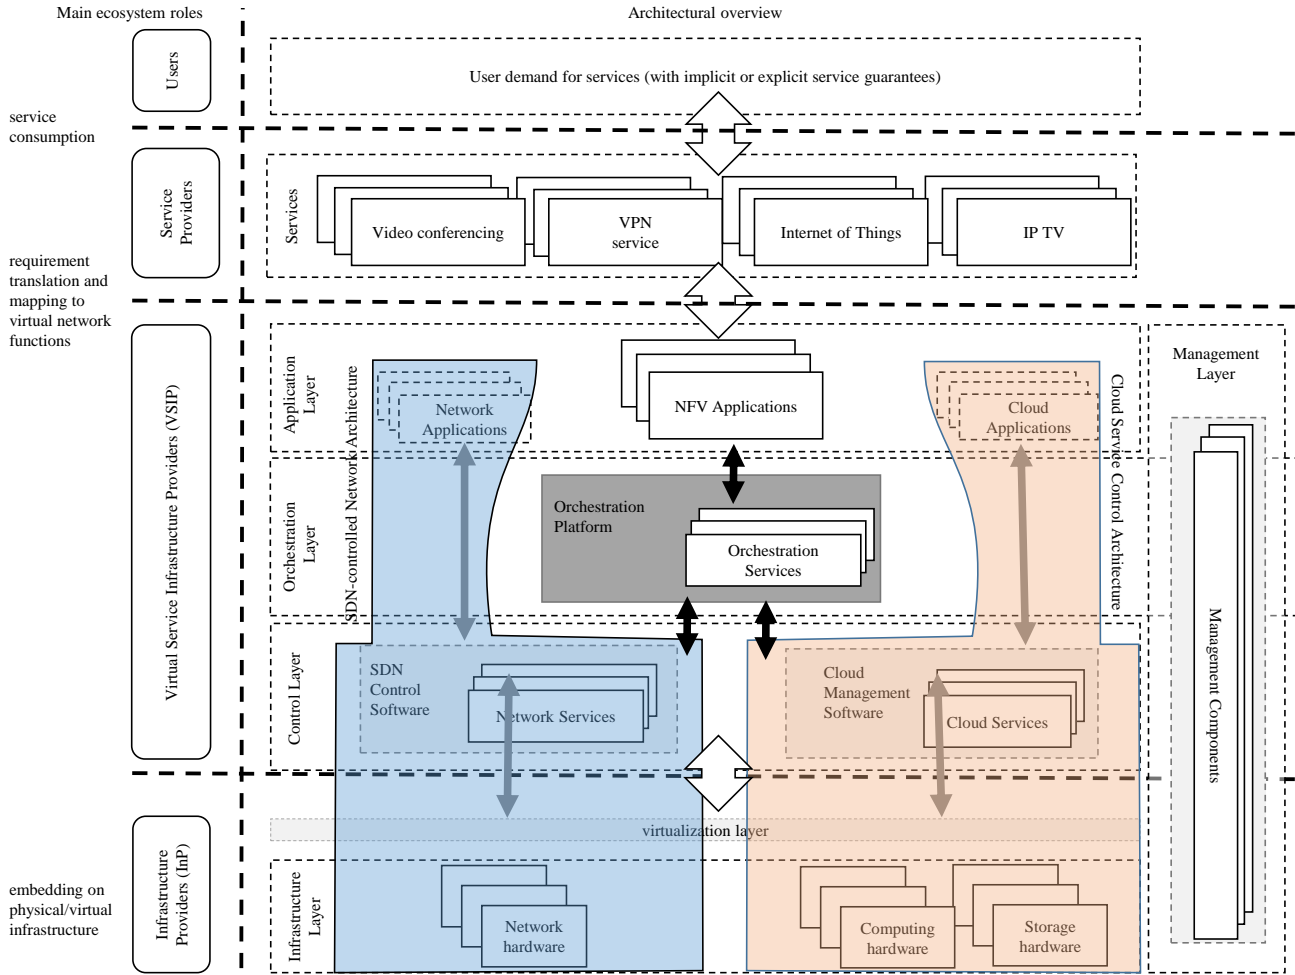 Main ecosystem roles
Architectural overview
Users
User demand for services (with implicit or explicit service guarantees)
service
consumption
Service
Providers
Services
Video conferencing
VPN
service
Internet of Things
IP TV
requirement
translation and
mapping to
virtual network
functions
Virtual Service Infrastructure Providers (VSIP)
Application
Layer
SDN-controlled Network Architecture
Network
Applications
NFV Applications
Cloud
Applications
Cloud Service Control Architecture
Management
Layer
Orchestration
Layer
Orchestration
Platform
Orchestration
Services
Management Components
Control Layer
SDN
Control
Software
Network Services
Cloud
Management
Software
Cloud Services
virtualization layer
embedding on
physical/virtual
infrastructure
Infrastructure
Providers (InP)
Infrastructure
Layer
Network
hardware
Computing
hardware
Storage
hardware